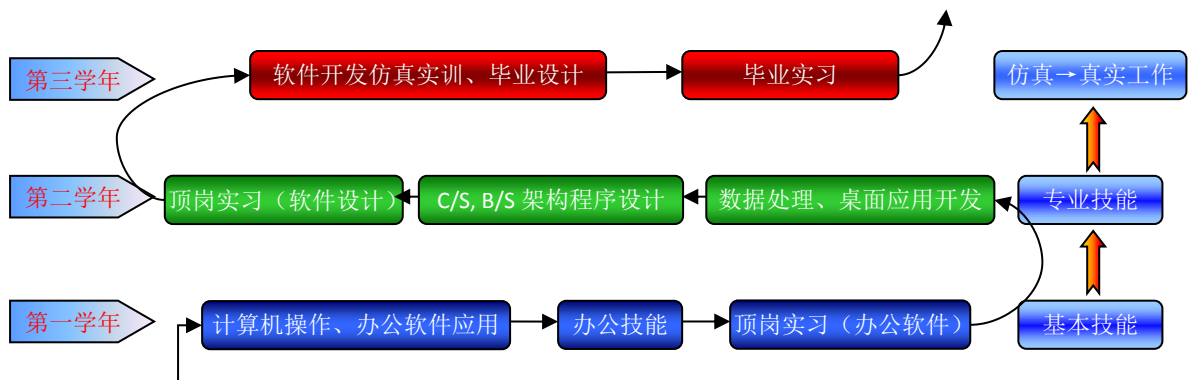 第三学年
软件开发仿真实训、毕业设计
毕业实习
仿真→真实工作
第二学年
顶岗实习（软件设计）
C/S, B/S 架构程序设计
数据处理、桌面应用开发
专业技能
第一学年
计算机操作、办公软件应用
办公技能
顶岗实习（办公软件）
基本技能